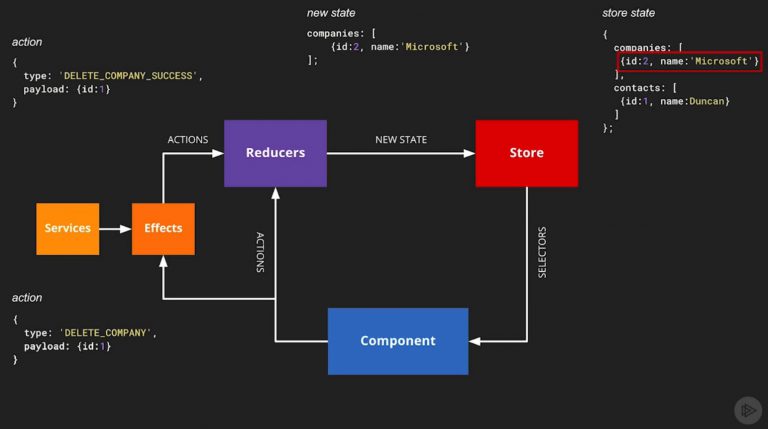 action
{
type: 'DELETE_COMPANY_SUCCESS',
payload: {id:1}
}
new state
companies: [
{id:2, name:'Microsoft'}
];
store state
{
companies: [
{id:2, name:'Microsoft'}
],
contacts: [
{id:1, name:Duncan}
]
};
ACTIONS
Reducers
NEW STATE
Store
Services
Effects
ACTIONS
SELECTORS
action
{
type: 'DELETE_COMPANY',
payload: {id:1}
}
Component